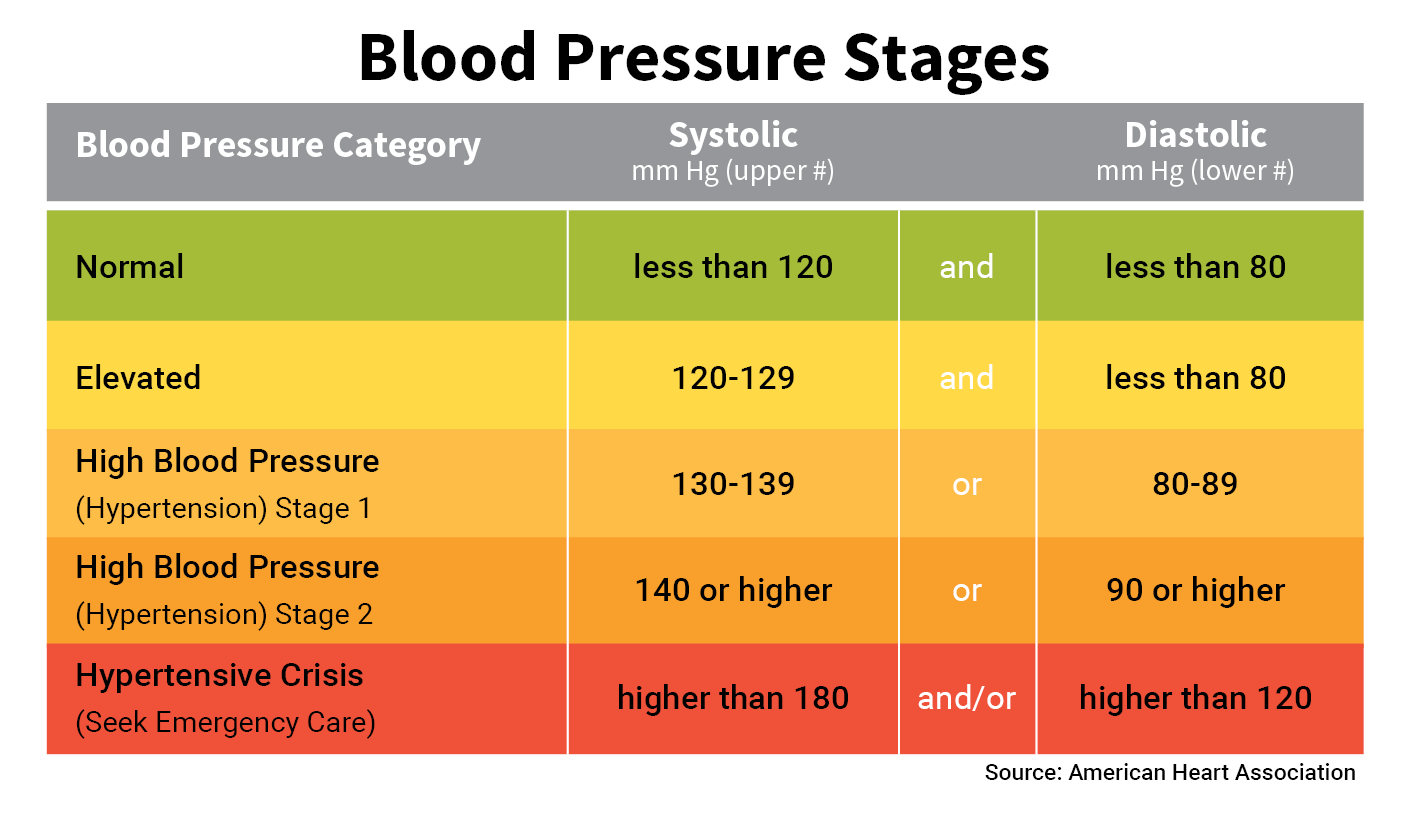 Blood Pressure Stages
Blood Pressure Category Systolic Diastolic
mm Hg (upper #) mm Hg (lower #)
Normal less than 120 and less than 80
Elevated 120-129 and less than 80
High Blood Pressure
(Hypertension) Stage 1 130-139 or 80-89
High Blood Pressure
(Hypertension) Stage 2 140 or higher or 90 or higher
Hypertensive Crisis
(Seek Emergency Care) higher than 180 and/or higher than 120
Source: American Heart Association